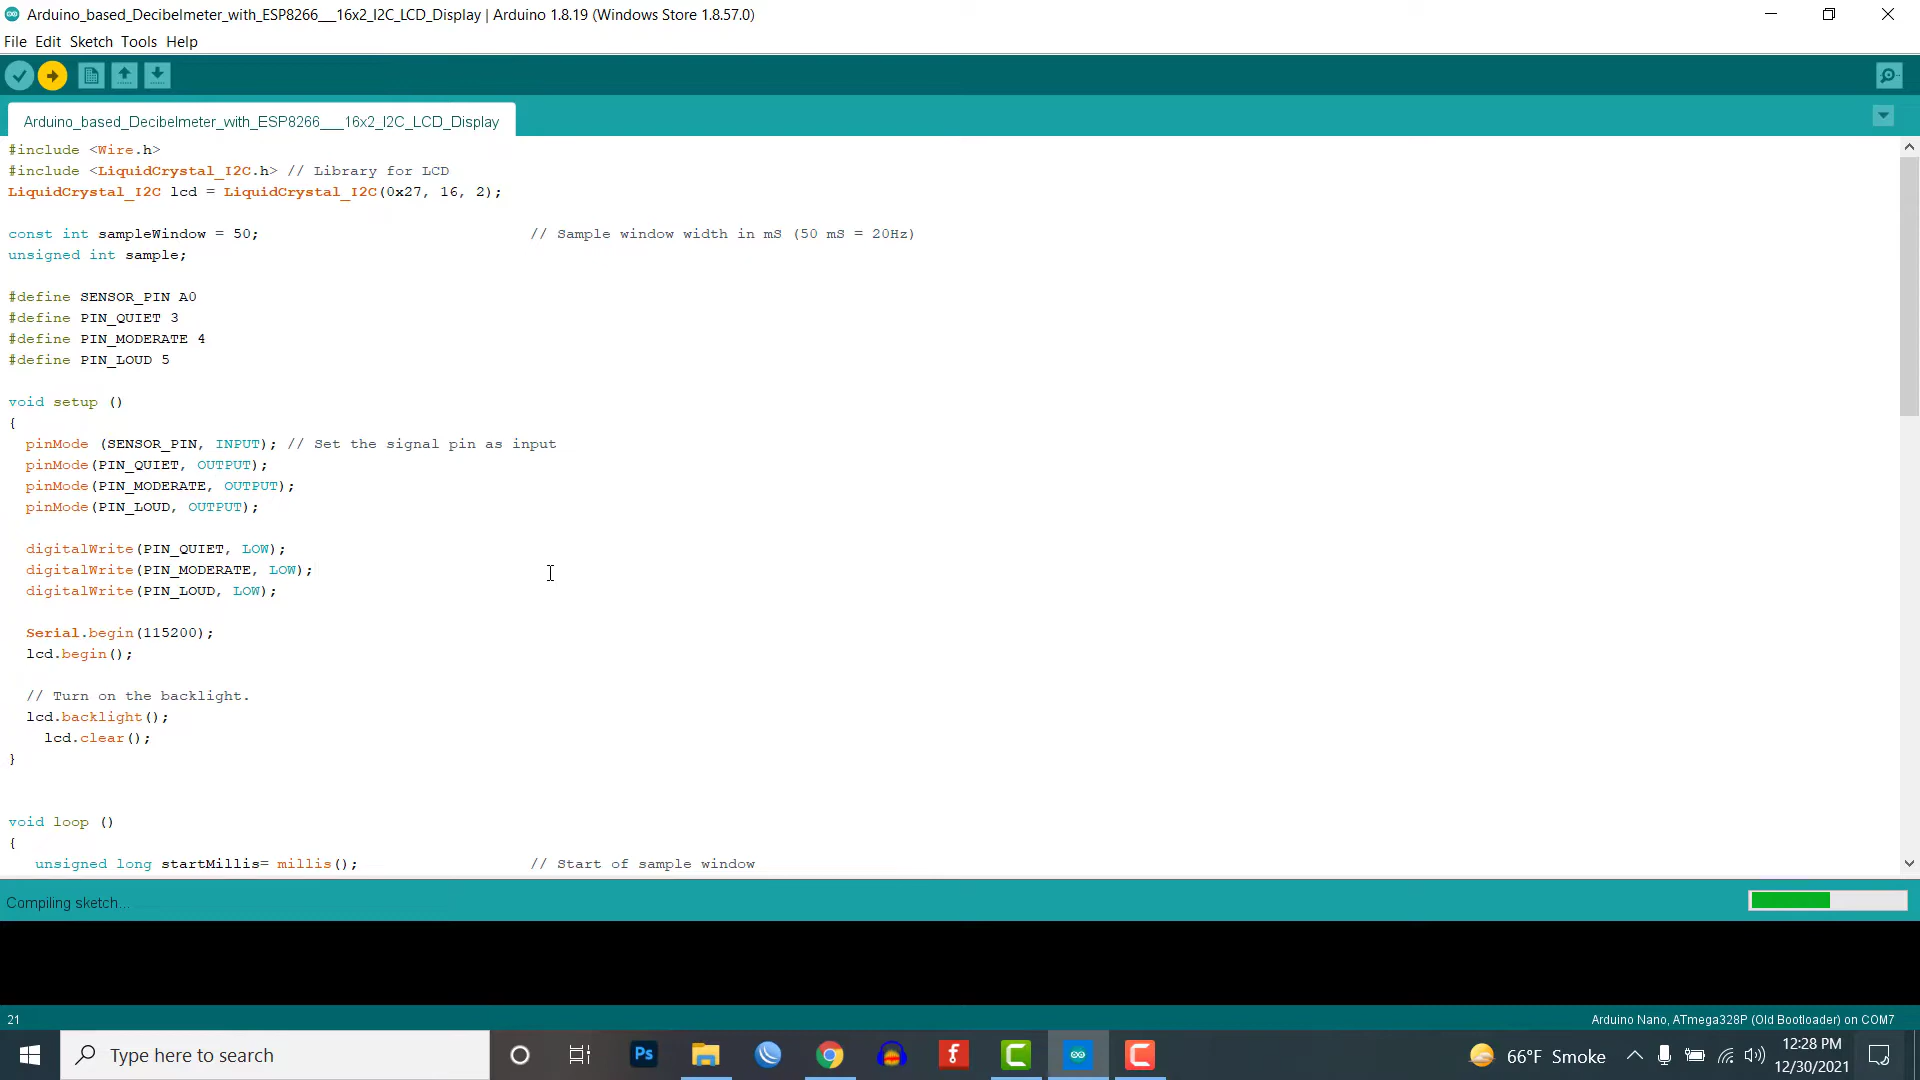 Arduino_based_Decibelmeter_with_ESP8266___16x2_I2C_LCD_Display | Arduino 1.8.19 (Windows Store 1.8.57.0)
File Edit Sketch Tools Help
Arduino_based_Decibelmeter_with_ESP8266___16x2_I2C_LCD_Display
#include <Wire.h>
#include <LiquidCrystal_I2C.h> // Library for LCD
LiquidCrystal_I2C lcd = LiquidCrystal_I2C(0x27, 16, 2);
const int sampleWindow = 50; // Sample window width in mS (50 mS = 20Hz)
unsigned int sample;
#define SENSOR_PIN A0
#define PIN_QUIET 3
#define PIN_MODERATE 4
#define PIN_LOUD 5
void setup ()
{
pinMode (SENSOR_PIN, INPUT); // Set the signal pin as input
pinMode(PIN_QUIET, OUTPUT);
pinMode(PIN_MODERATE, OUTPUT);
pinMode(PIN_LOUD, OUTPUT);
digitalWrite(PIN_QUIET, LOW);
digitalWrite(PIN_MODERATE, LOW);
digitalWrite(PIN_LOUD, LOW);
Serial.begin(115200);
lcd.begin();
// Turn on the backlight.
lcd.backlight();
lcd.clear();
}
void loop ()
{
unsigned long startMillis= millis(); // Start of sample window
Compiling sketch...
21 Arduino Nano, ATmega328P (Old Bootloader) on COM7
Type here to search
Ps
66°F Smoke
12:28 PM
12/30/2021